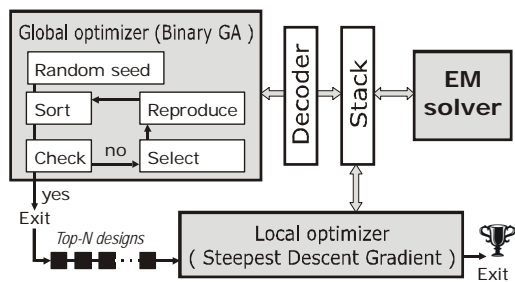 Global optimizer (Binary GA )
Random seed
Sort
Reproduce
Check
no
Select
yes
Exit
Decoder
Stack
EM
solver
Top-N designs
Local optimizer
( Steepest Descent Gradient )
Exit